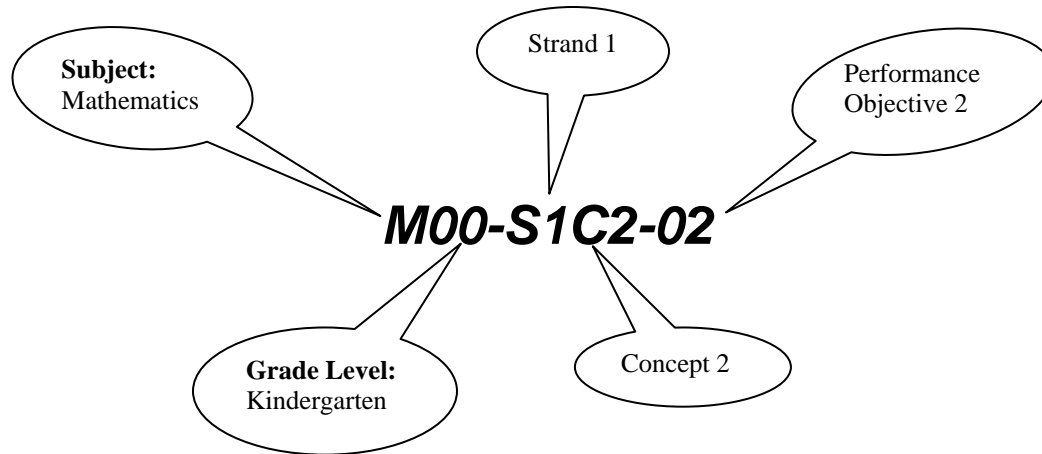 Strand 1
Subject:
Mathematics
Performance
Objective 2
M00-S1C2-02
Grade Level:
Kindergarten
Concept 2